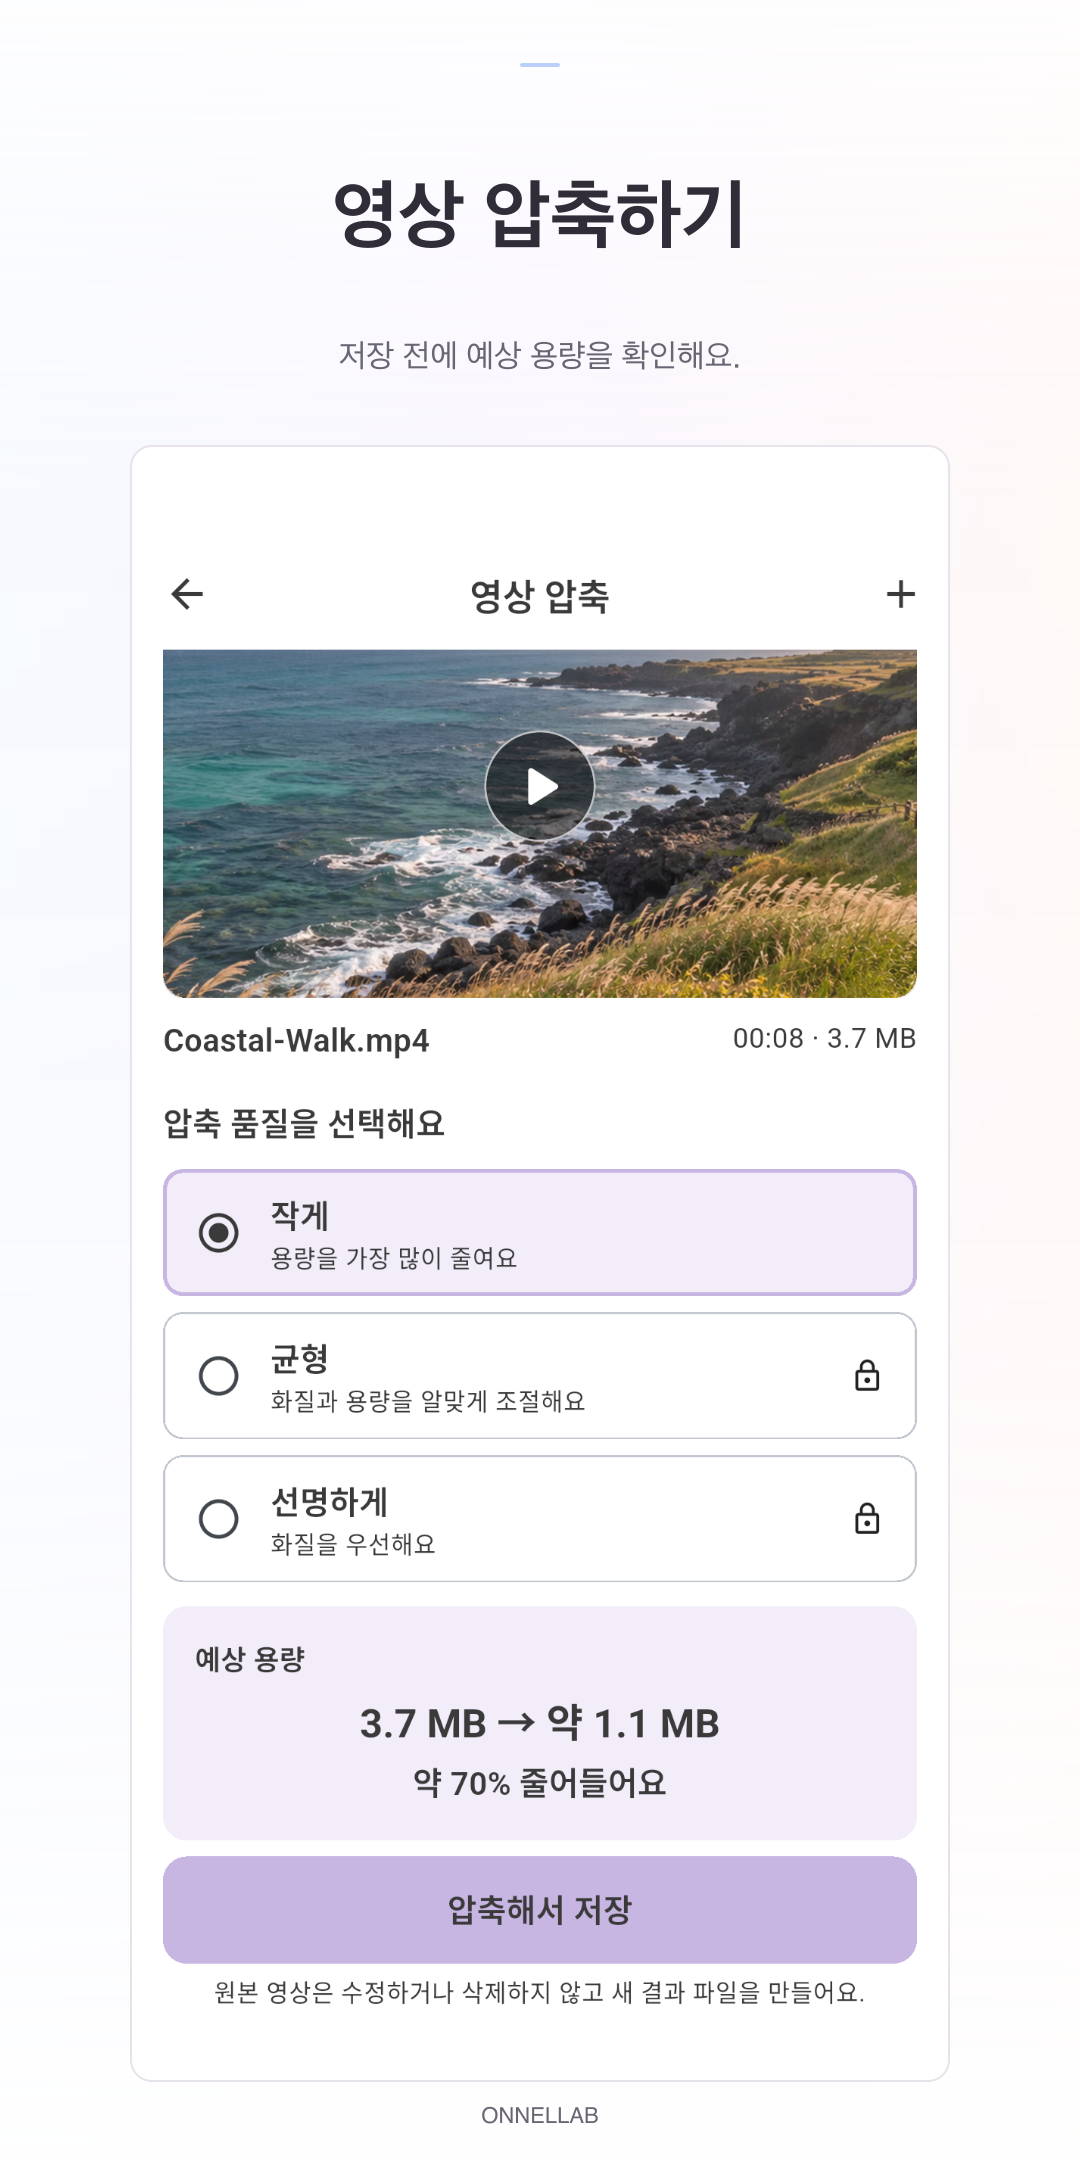 영상 압축하기
저장 전에 예상 용량을 확인해요.
영상 압축
Coastal-Walk.mp4
00:08 · 3.7 MB
압축 품질을 선택해요
작게
용량을 가장 많이 줄여요
균형
화질과 용량을 알맞게 조절해요
선명하게
화질을 우선해요
예상 용량
3.7 MB → 약 1.1 MB
약 70% 줄어들어요
압축해서 저장
원본 영상은 수정하거나 삭제하지 않고 새 결과 파일을 만들어요.
ONNELLAB